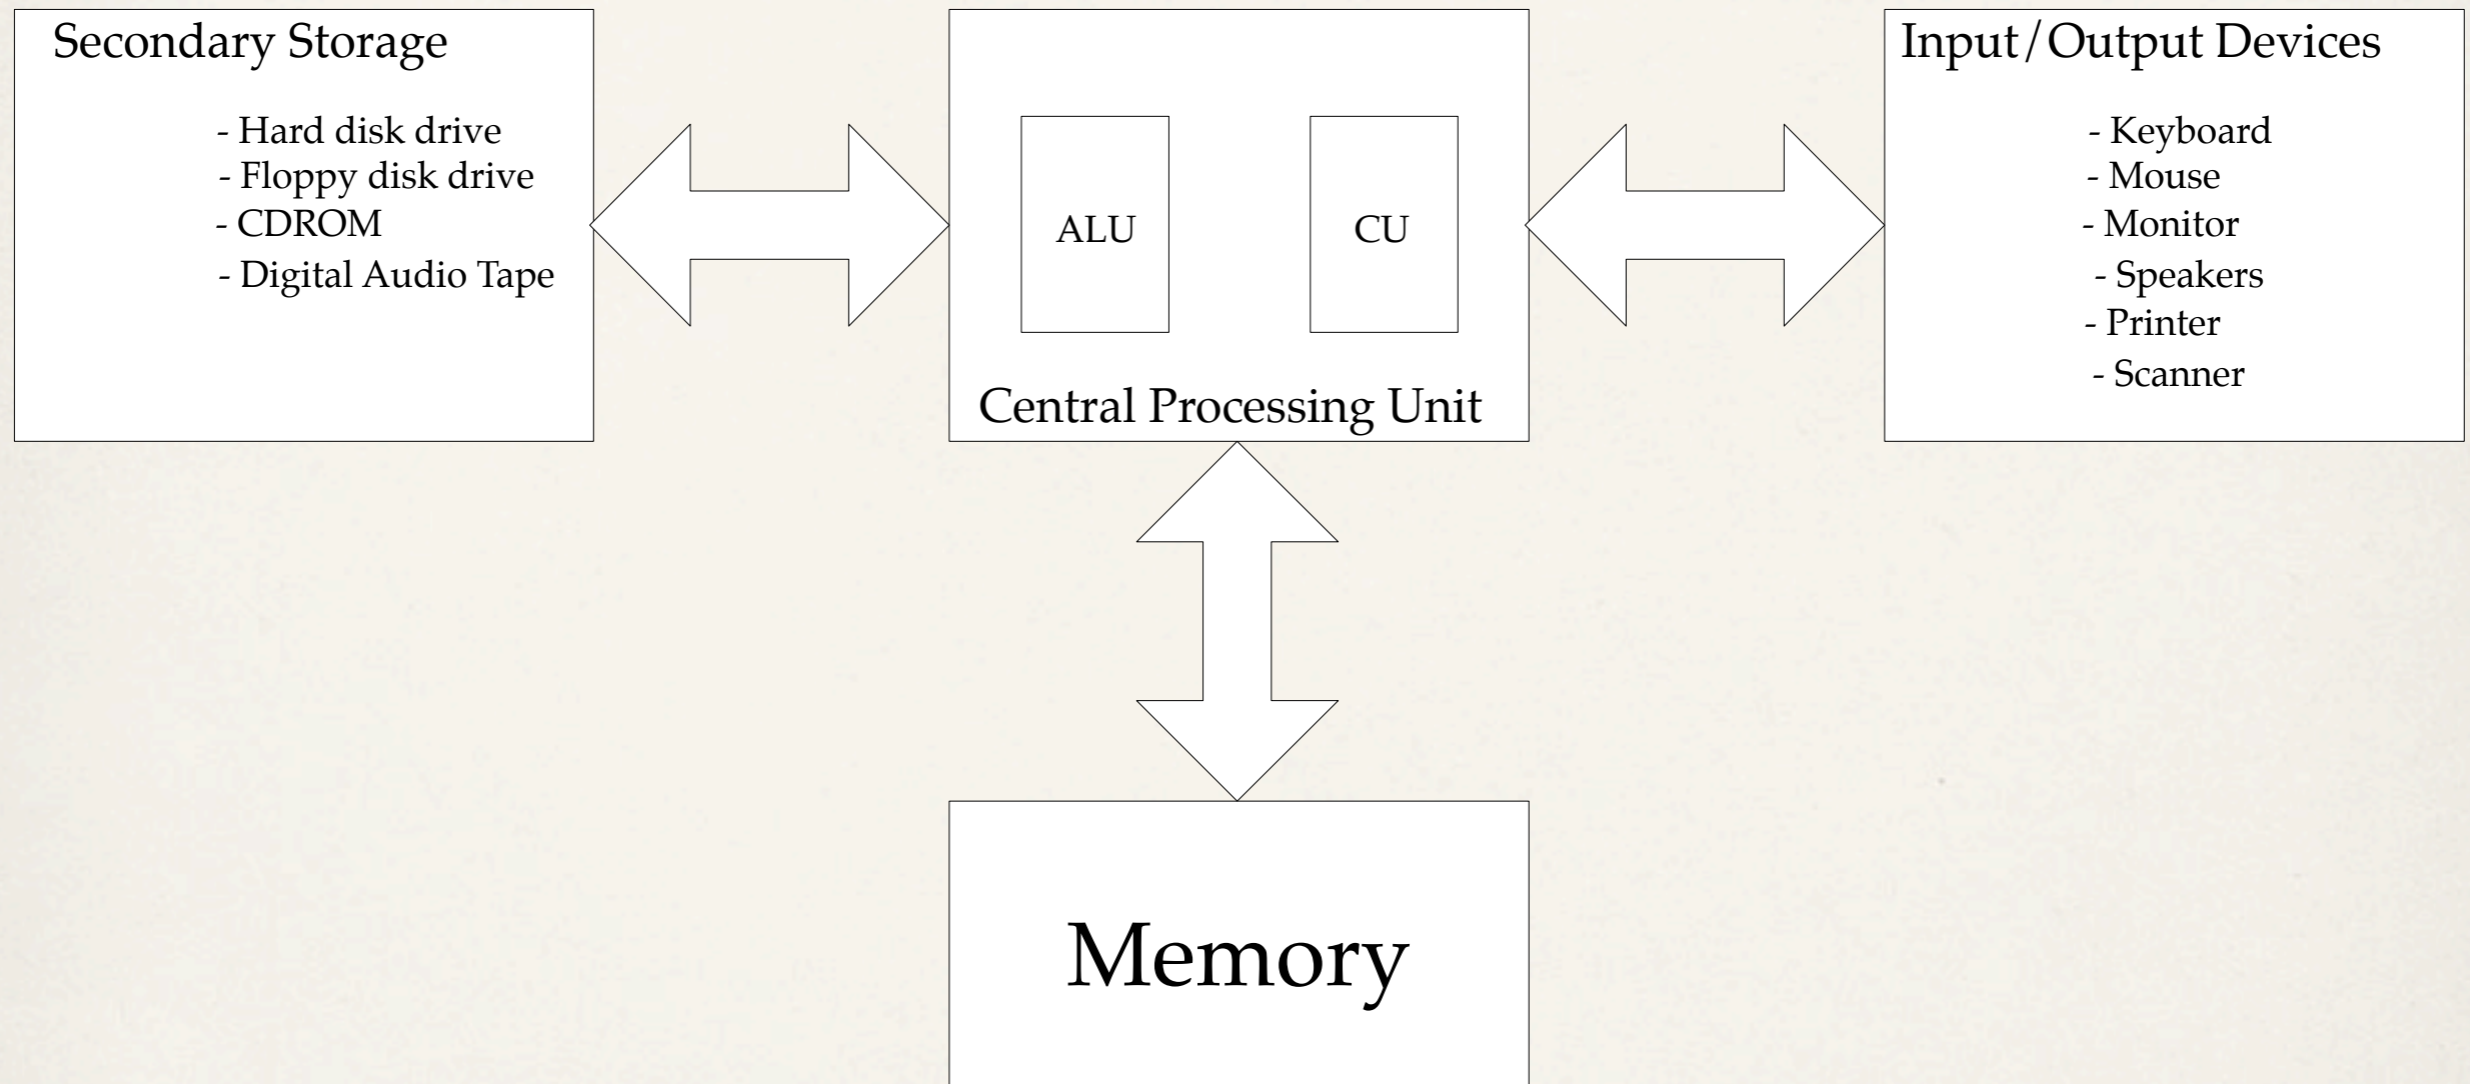 Secondary Storage
- Hard disk drive
- Floppy disk drive
- CDROM
- Digital Audio Tape
ALU
CU
Central Processing Unit
Input/Output Devices
- Keyboard
- Mouse
- Monitor
- Speakers
- Printer
- Scanner
Memory